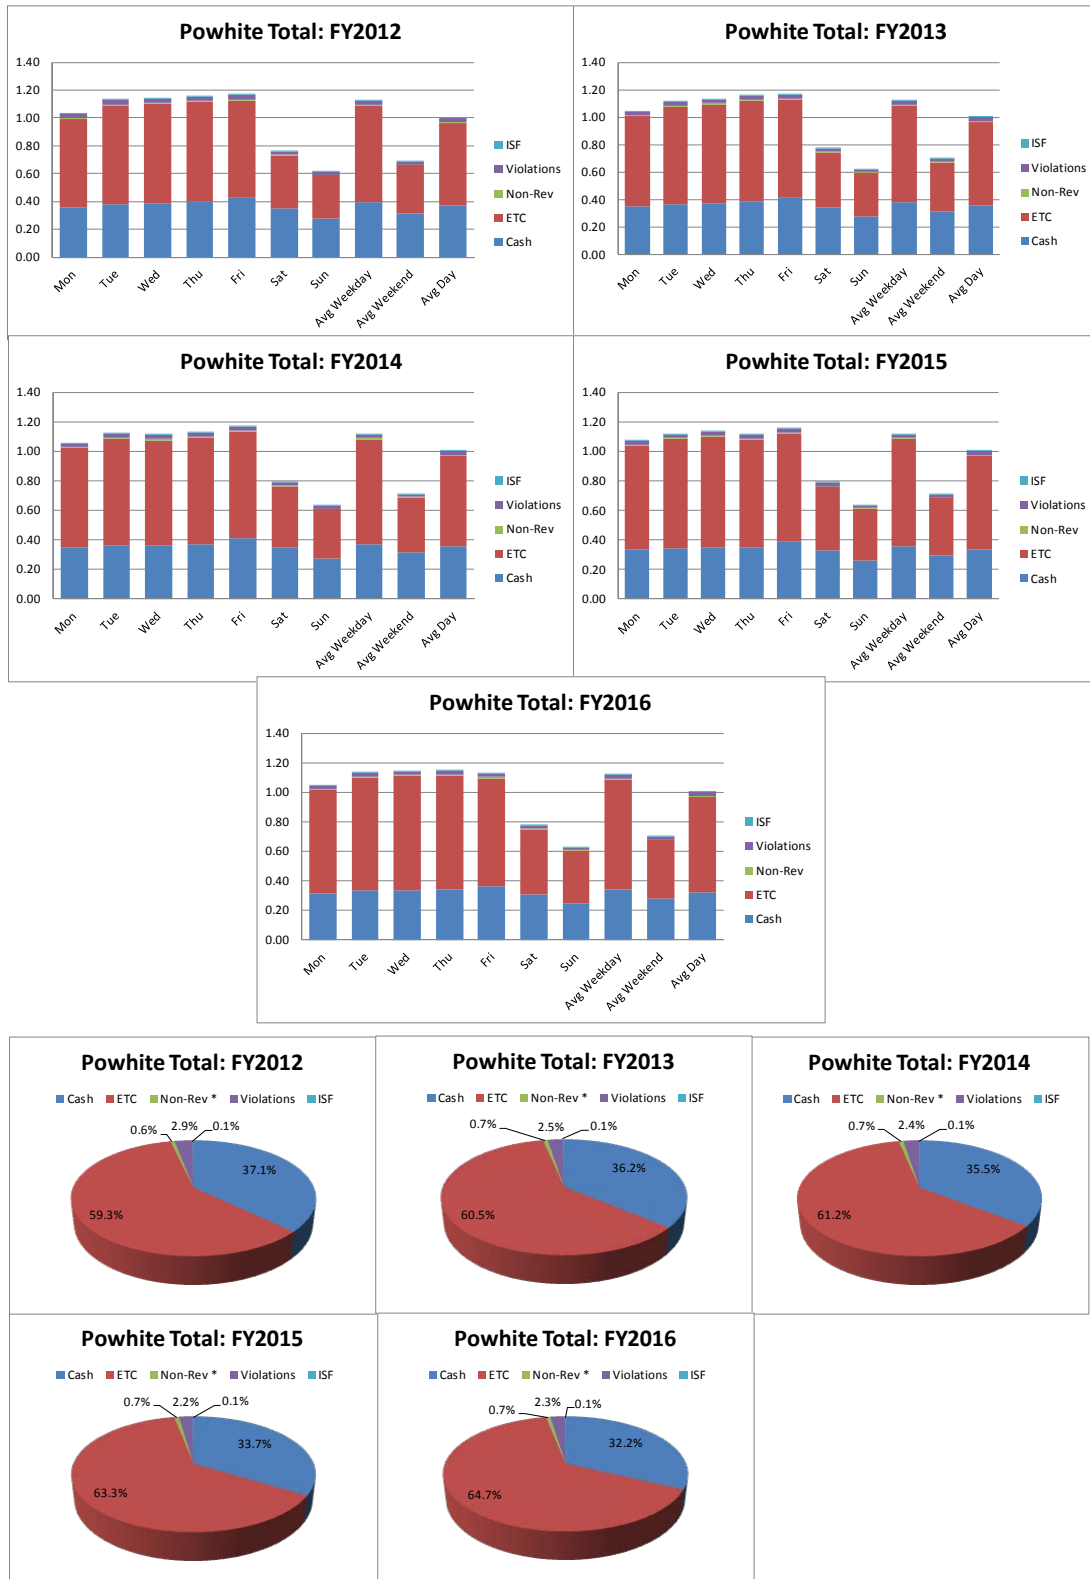 Powhite Total: FY2012
1.40
1.20
1.00
0.80
0.60
0.40
0.20
0.00
Mon Tue Wed Thu Fri Sat Sun Avg Weekday Avg Weekend Avg Day
ISF
Violations
Non-Rev
ETC
Cash
Powhite Total: FY2013
1.40
1.20
1.00
0.80
0.60
0.40
0.20
0.00
Mon Tue Wed Thu Fri Sat Sun Avg Weekday Avg Weekend Avg Day
ISF
Violations
Non-Rev
ETC
Cash
Powhite Total: FY2014
1.40
1.20
1.00
0.80
0.60
0.40
0.20
0.00
Mon Tue Wed Thu Fri Sat Sun Avg Weekday Avg Weekend Avg Day
ISF
Violations
Non-Rev
ETC
Cash
Powhite Total: FY2015
1.40
1.20
1.00
0.80
0.60
0.40
0.20
0.00
Mon Tue Wed Thu Fri Sat Sun Avg Weekday Avg Weekend Avg Day
ISF
Violations
Non-Rev
ETC
Cash
Powhite Total: FY2016
1.40
1.20
1.00
0.80
0.60
0.40
0.20
0.00
Mon Tue Wed Thu Fri Sat Sun Avg Weekday Avg Weekend Avg Day
ISF
Violations
Non-Rev
ETC
Cash
Powhite Total: FY2012
Cash ETC Non-Rev * Violations ISF
0.6% 2.9% 0.1%
37.1%
59.3%
Powhite Total: FY2013
Cash ETC Non-Rev * Violations ISF
0.7% 2.5% 0.1%
36.2%
60.5%
Powhite Total: FY2014
Cash ETC Non-Rev * Violations ISF
0.7% 2.4% 0.1%
35.5%
61.2%
Powhite Total: FY2015
Cash ETC Non-Rev * Violations ISF
0.7% 2.2% 0.1%
33.7%
63.3%
Powhite Total: FY2016
Cash ETC Non-Rev * Violations ISF
0.7% 2.3% 0.1%
32.2%
64.7%